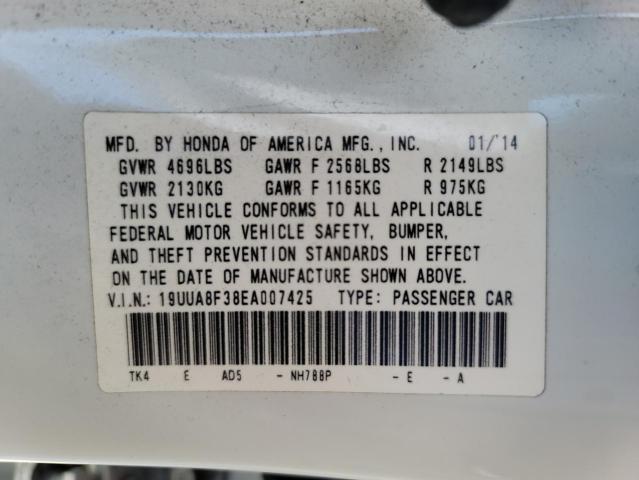 MFD. BY HONDA OF AMERICA MFG., INC. 01/'14
GVWR 4696LBS GAWR F 2568LBS R 2149LBS
GVWR 2130KG GAWR F 1165KG R 975KG
THIS VEHICLE CONFORMS TO ALL APPLICABLE
FEDERAL MOTOR VEHICLE SAFETY, BUMPER,
AND THEFT PREVENTION STANDARDS IN EFFECT
ON THE DATE OF MANUFACTURE SHOWN ABOVE.
V.I.N.: 19UUA8F38EA007425 TYPE: PASSENGER CAR
TK4 E AD5 - NH788P - E - A